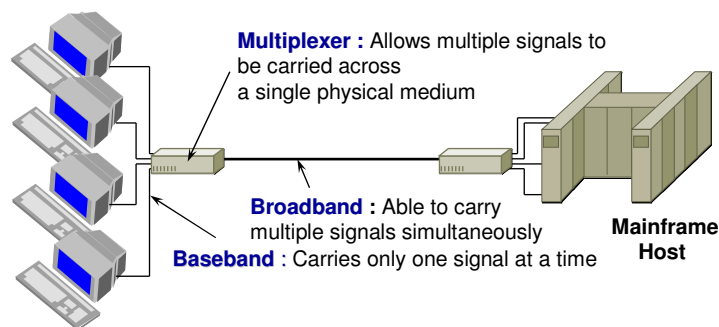 Multiplexer : Allows multiple signals to
be carried across
a single physical medium
Broadband : Able to carry
multiple signals simultaneously
Baseband : Carries only one signal at a time
Mainframe
Host